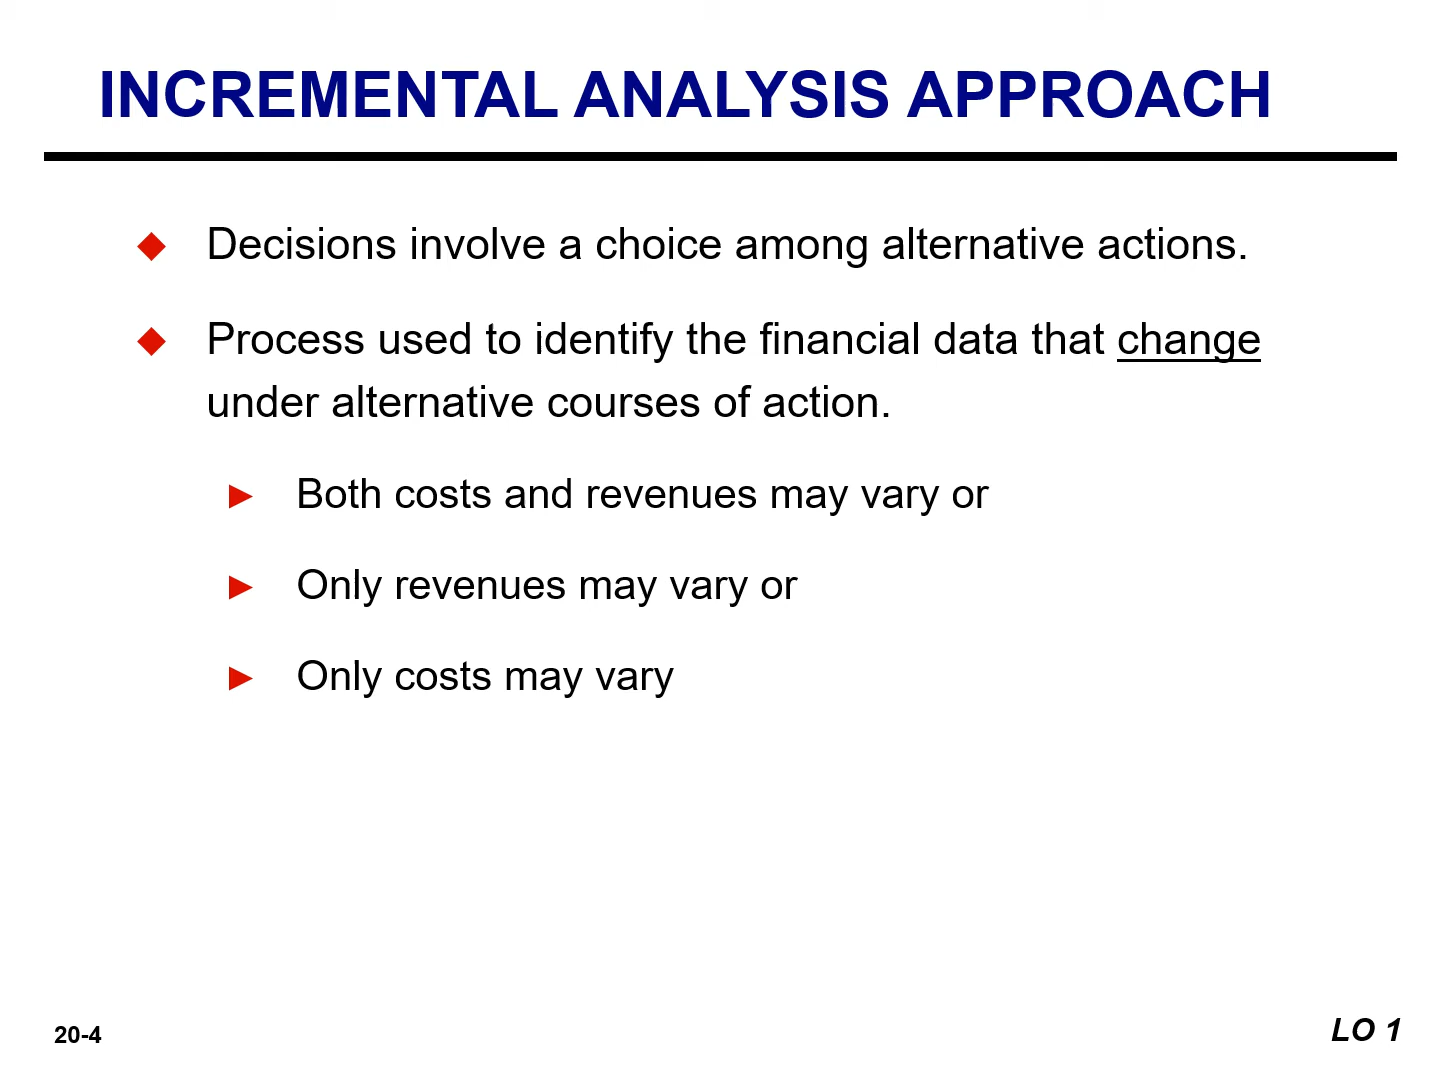 INCREMENTAL ANALYSIS APPROACH
Decisions involve a choice among alternative actions.
Process used to identify the financial data that change
under alternative courses of action.
Both costs and revenues may vary or
Only revenues may vary or
Only costs may vary
20-4
LO 1